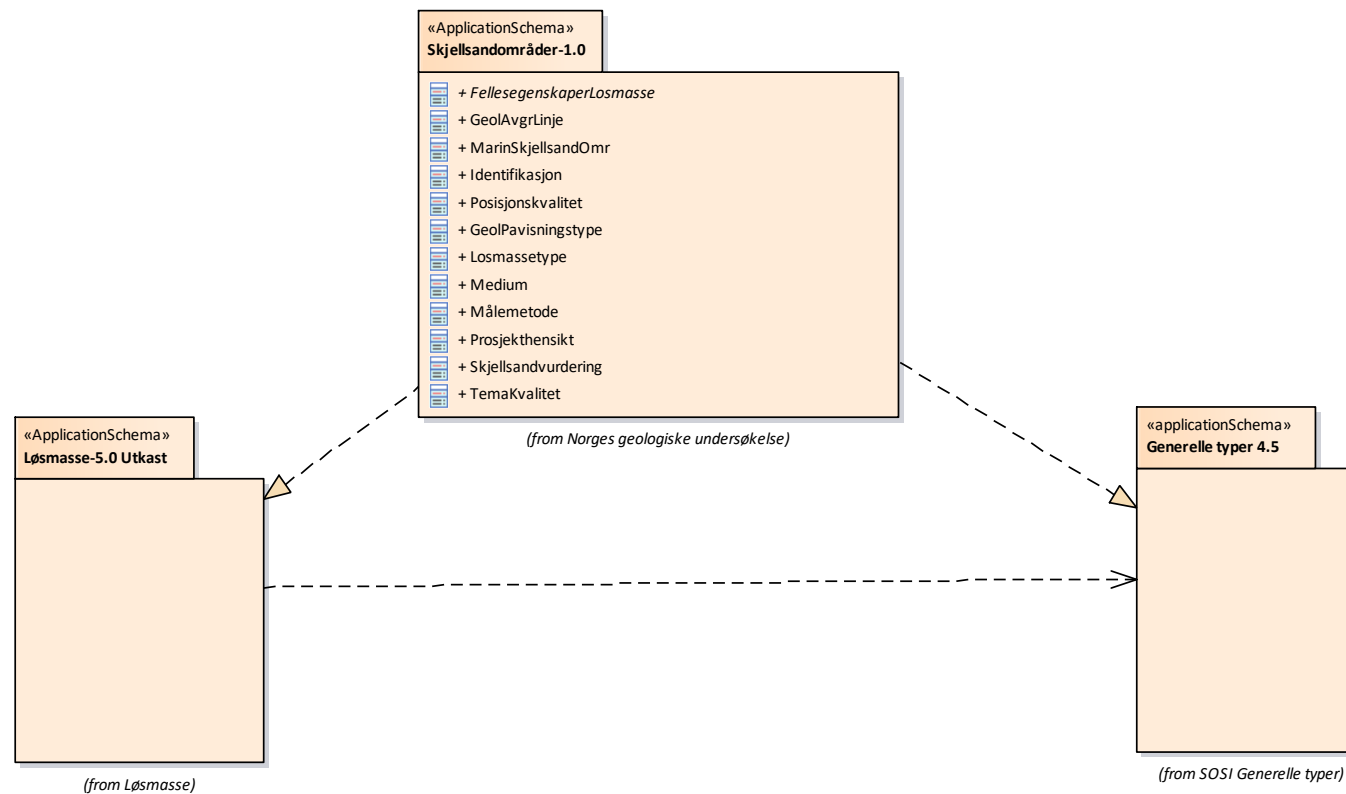 «ApplicationSchema»
Skjellsandområder-1.0
+ FellesegenskaperLosmasse
+ GeolAvgrLinje
+ MarinSkjellsandOmr
+ Identifikasjon
+ Posisjonskvalitet
+ GeolPavisningstype
+ Losmassetype
+ Medium
+ Målemetode
+ Prosjekthensikt
+ Skjellsandvurdering
+ TemaKvalitet
(from Norges geologiske undersøkelse)
«ApplicationSchema»
Løsmasse-5.0 Utkast
(from Løsmasse)
«applicationSchema»
Generelle typer 4.5
(from SOSI Generelle typer)